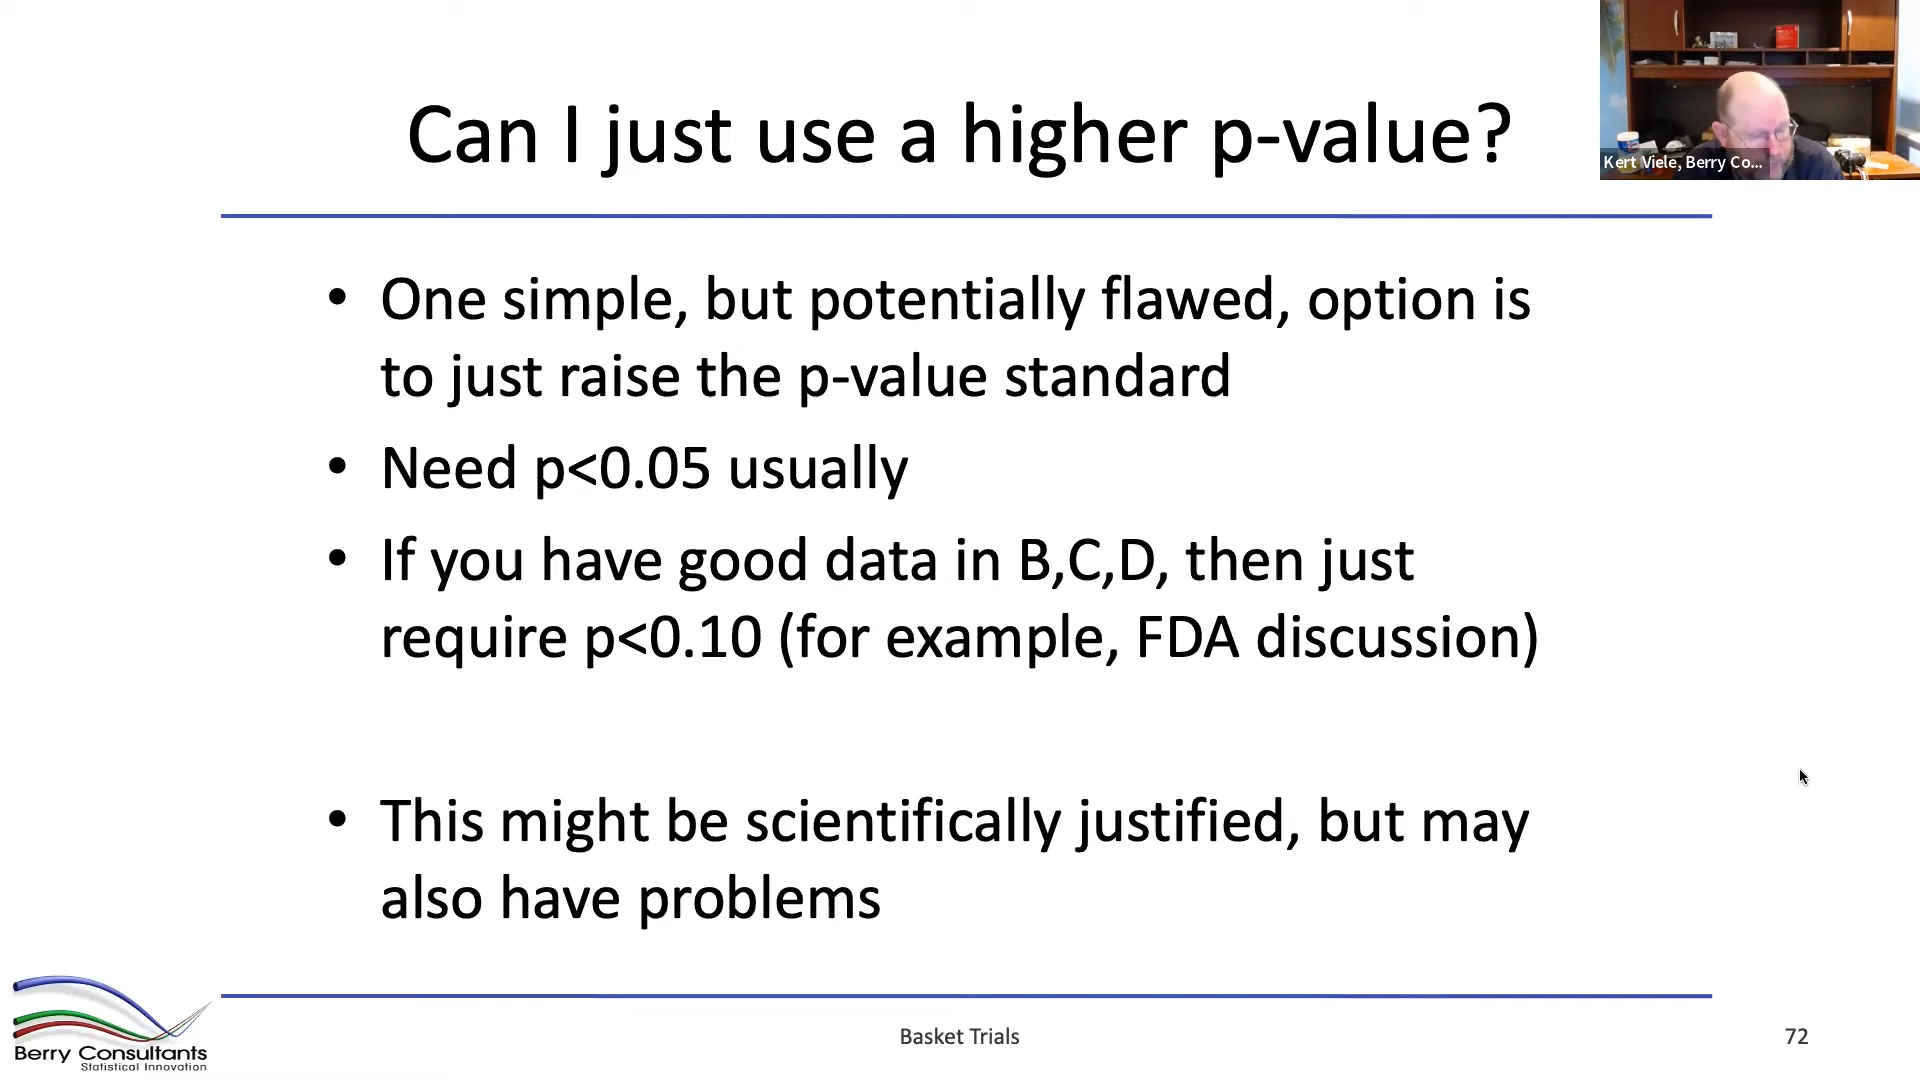 Can I just use a higher p-value?
Kert Viele, Berry Co...
• One simple, but potentially flawed, option is
to just raise the p-value standard
• Need p<0.05 usually
• If you have good data in B,C,D, then just
require p<0.10 (for example, FDA discussion)
• This might be scientifically justified, but may
also have problems
Berry Consultants
Statistical Innovation
Basket Trials
72